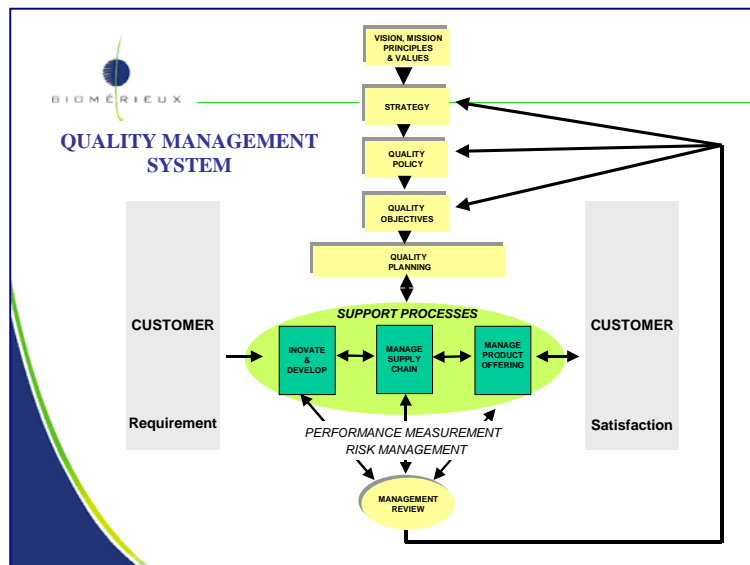 VISION, MISSION
PRINCIPLES
& VALUES
BIOMÉRIEUX
STRATEGY
QUALITY MANAGEMENT
SYSTEM
QUALITY
POLICY
QUALITY
OBJECTIVES
QUALITY
PLANNING
SUPPORT PROCESSES
CUSTOMER
INOVATE
&
DEVELOP
MANAGE
SUPPLY
CHAIN
MANAGE
PRODUCT
OFFERING
CUSTOMER
Requirement
Satisfaction
PERFORMANCE MEASUREMENT
RISK MANAGEMENT
MANAGEMENT
REVIEW